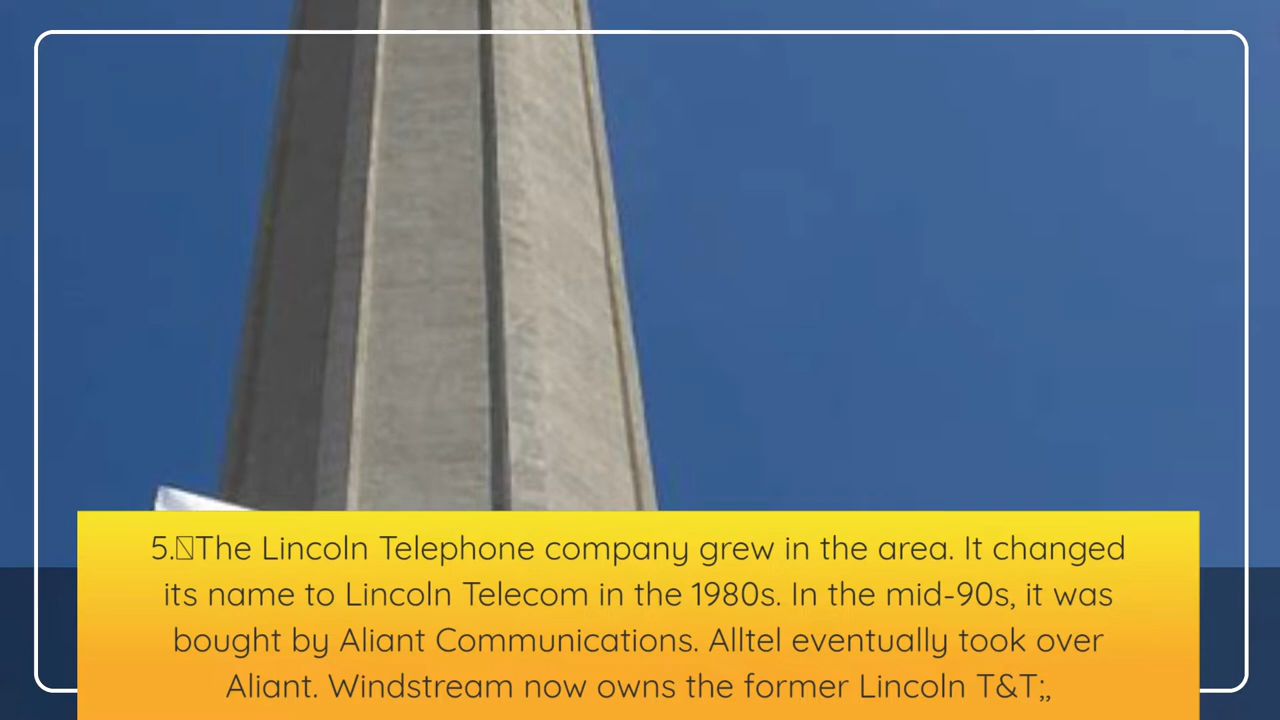 5.The Lincoln Telephone company grew in the area. It changed
its name to Lincoln Telecom in the 1980s. In the mid-90s, it was
bought by Aliant Communications. Alltel eventually took over
Aliant. Windstream now owns the former Lincoln T&T;,